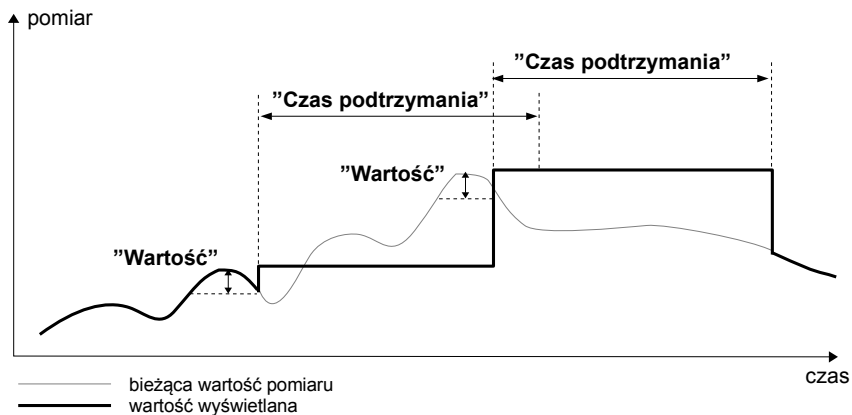 pomiar
”Czas podtrzymania”
”Czas podtrzymania”
”Wartość”
”Wartość”
czas
bieżąca wartość pomiaru
wartość wyświetlana